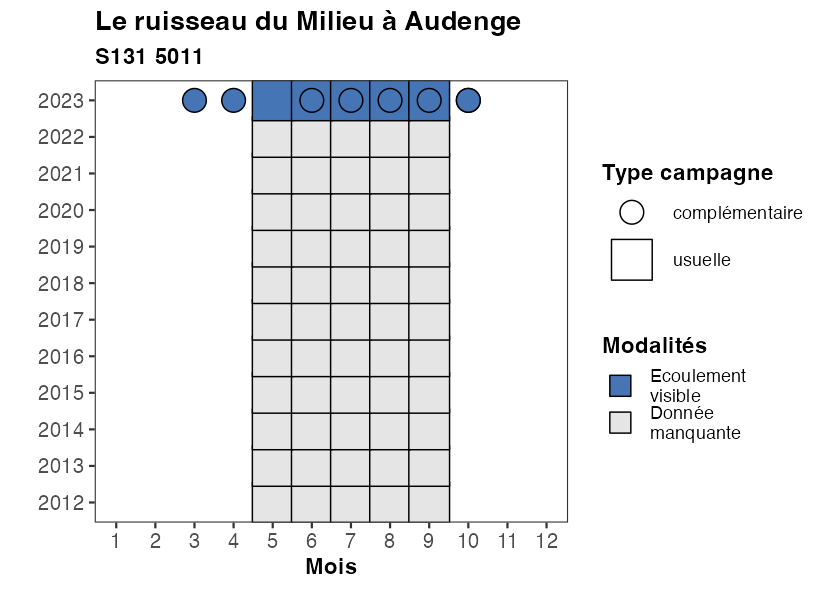 Le ruisseau du Milieu à Audenge
S131 5011
2023
2022
2021
2020
2019
2018
2017
2016
2015
2014
2013
2012
1 2 3 4 5 6 7 8 9 10 11 12
Mois
Type campagne
complémentaire
usuelle
Modalités
Ecoulement
visible
Donnée
manquante